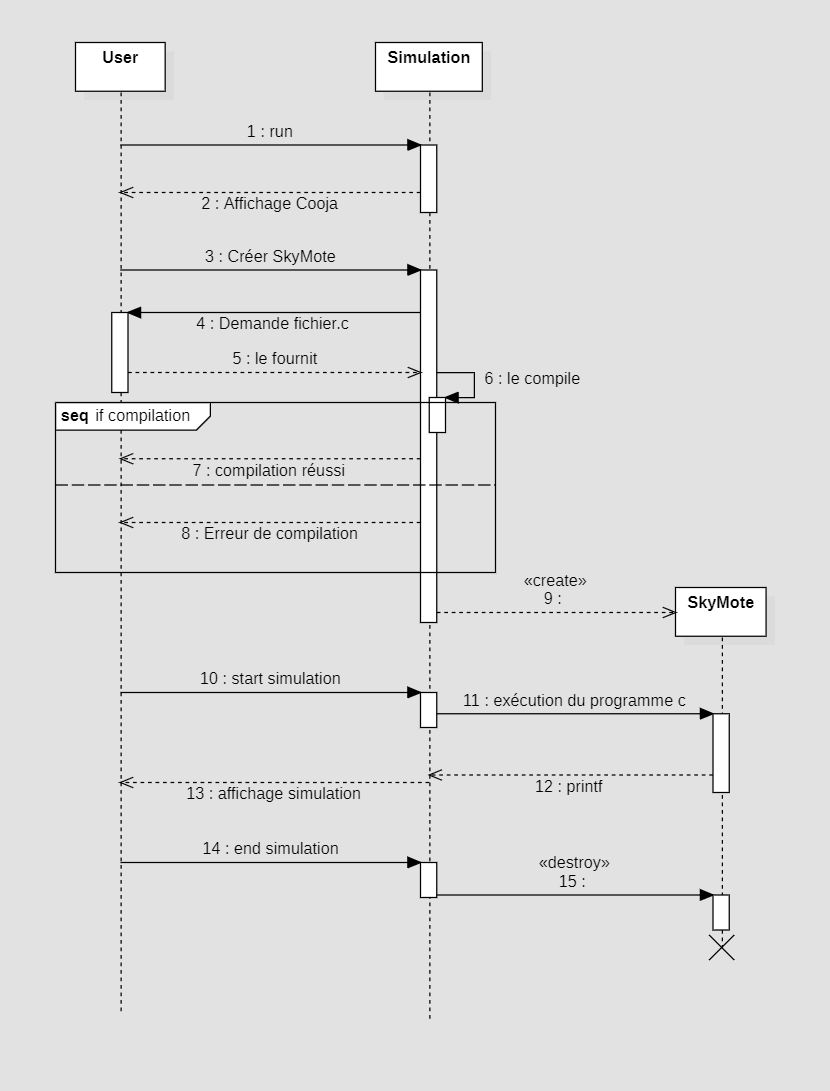 User
Simulation
1 : run
2 : Affichage Cooja
3 : Créer SkyMote
4 : Demande fichier.c
5 : le fournit
6 : le compile
seq if compilation
7 : compilation réussi
8 : Erreur de compilation
«create»
9 :
SkyMote
10 : start simulation
11 : exécution du programme c
12 : printf
13 : affichage simulation
14 : end simulation
«destroy»
15 :